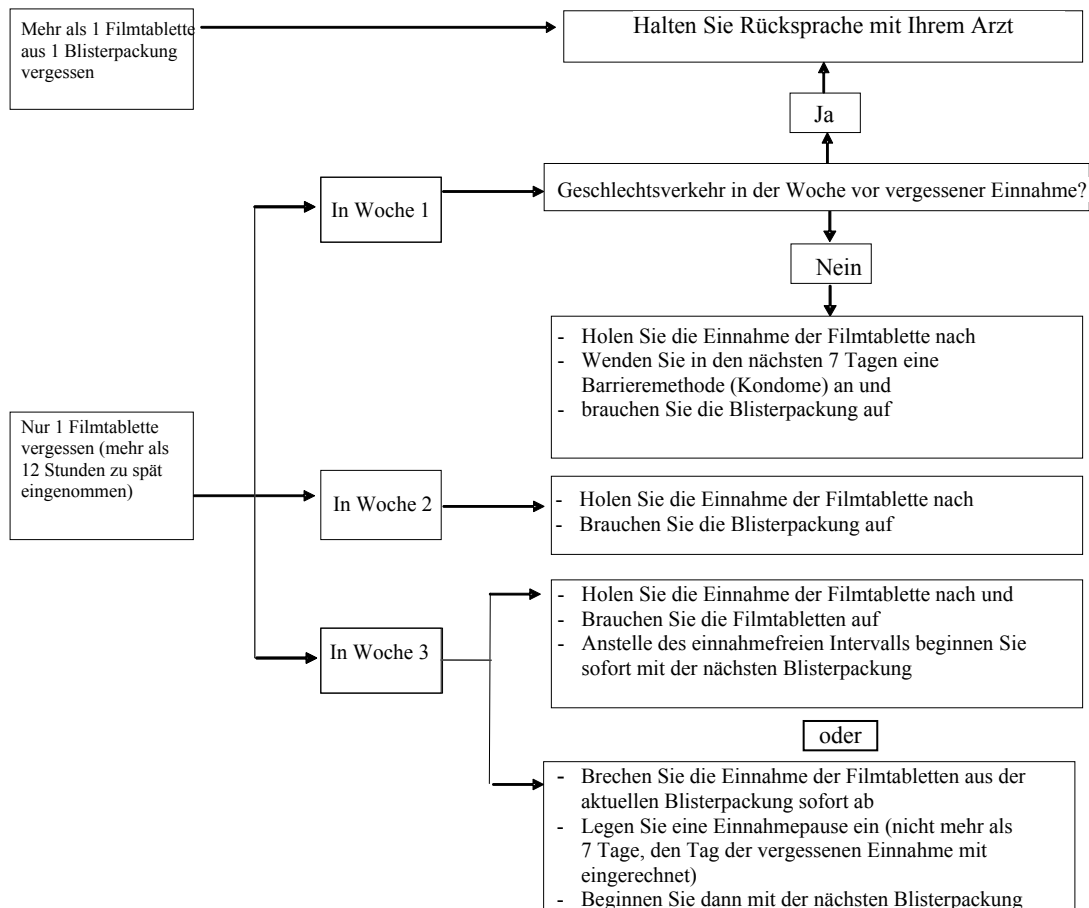 Mehr als 1 Filmtablette
aus 1 Blisterpackung
vergessen
Halten Sie Rücksprache mit Ihrem Arzt
Ja
In Woche 1
Geschlechtsverkehr in der Woche vor vergessener Einnahme?
Nein
- Holen Sie die Einnahme der Filmtablette nach
- Wenden Sie in den nächsten 7 Tagen eine
Barrieremethode (Kondome) an und
- brauchen Sie die Blisterpackung auf
Nur 1 Filmtablette
vergessen (mehr als
12 Stunden zu spät
eingenommen)
In Woche 2
- Holen Sie die Einnahme der Filmtablette nach
- Brauchen Sie die Blisterpackung auf
In Woche 3
- Holen Sie die Einnahme der Filmtablette nach und
- Brauchen Sie die Filmtabletten auf
- Anstelle des einnahmefreien Intervalls beginnen Sie
sofort mit der nächsten Blisterpackung
oder
- Brechen Sie die Einnahme der Filmtabletten aus der
aktuellen Blisterpackung sofort ab
- Legen Sie eine Einnahmepause ein (nicht mehr als
7 Tage, den Tag der vergessenen Einnahme mit
eingerechnet)
- Beginnen Sie dann mit der nächsten Blisterpackung